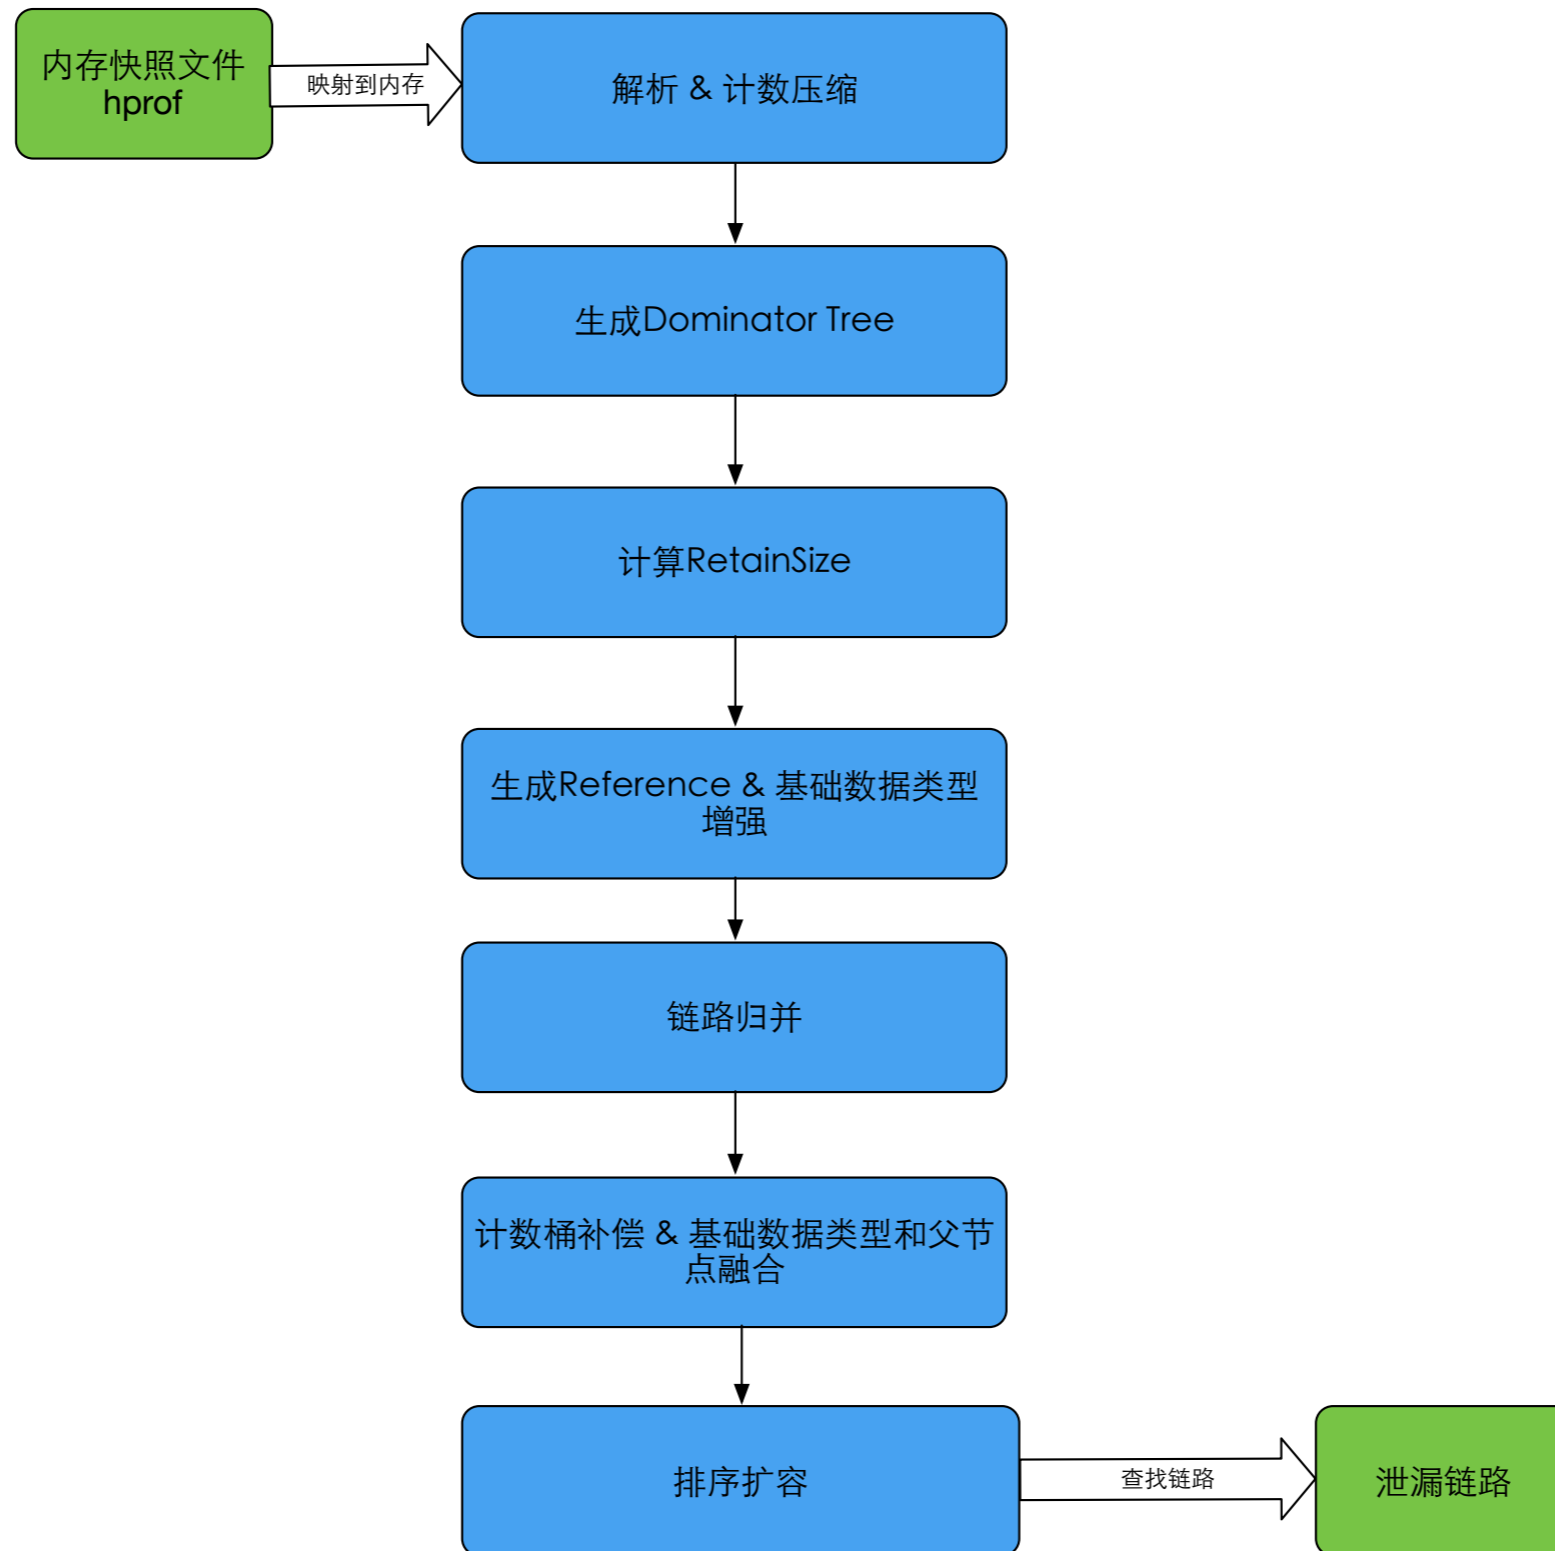 内存快照文件
hprof
映射到内存
解析 & 计数压缩
生成Dominator Tree
计算RetainSize
生成Reference & 基础数据类型
增强
链路归并
计数桶补偿 & 基础数据类型和父节
点融合
排序扩容
查找链路
泄漏链路